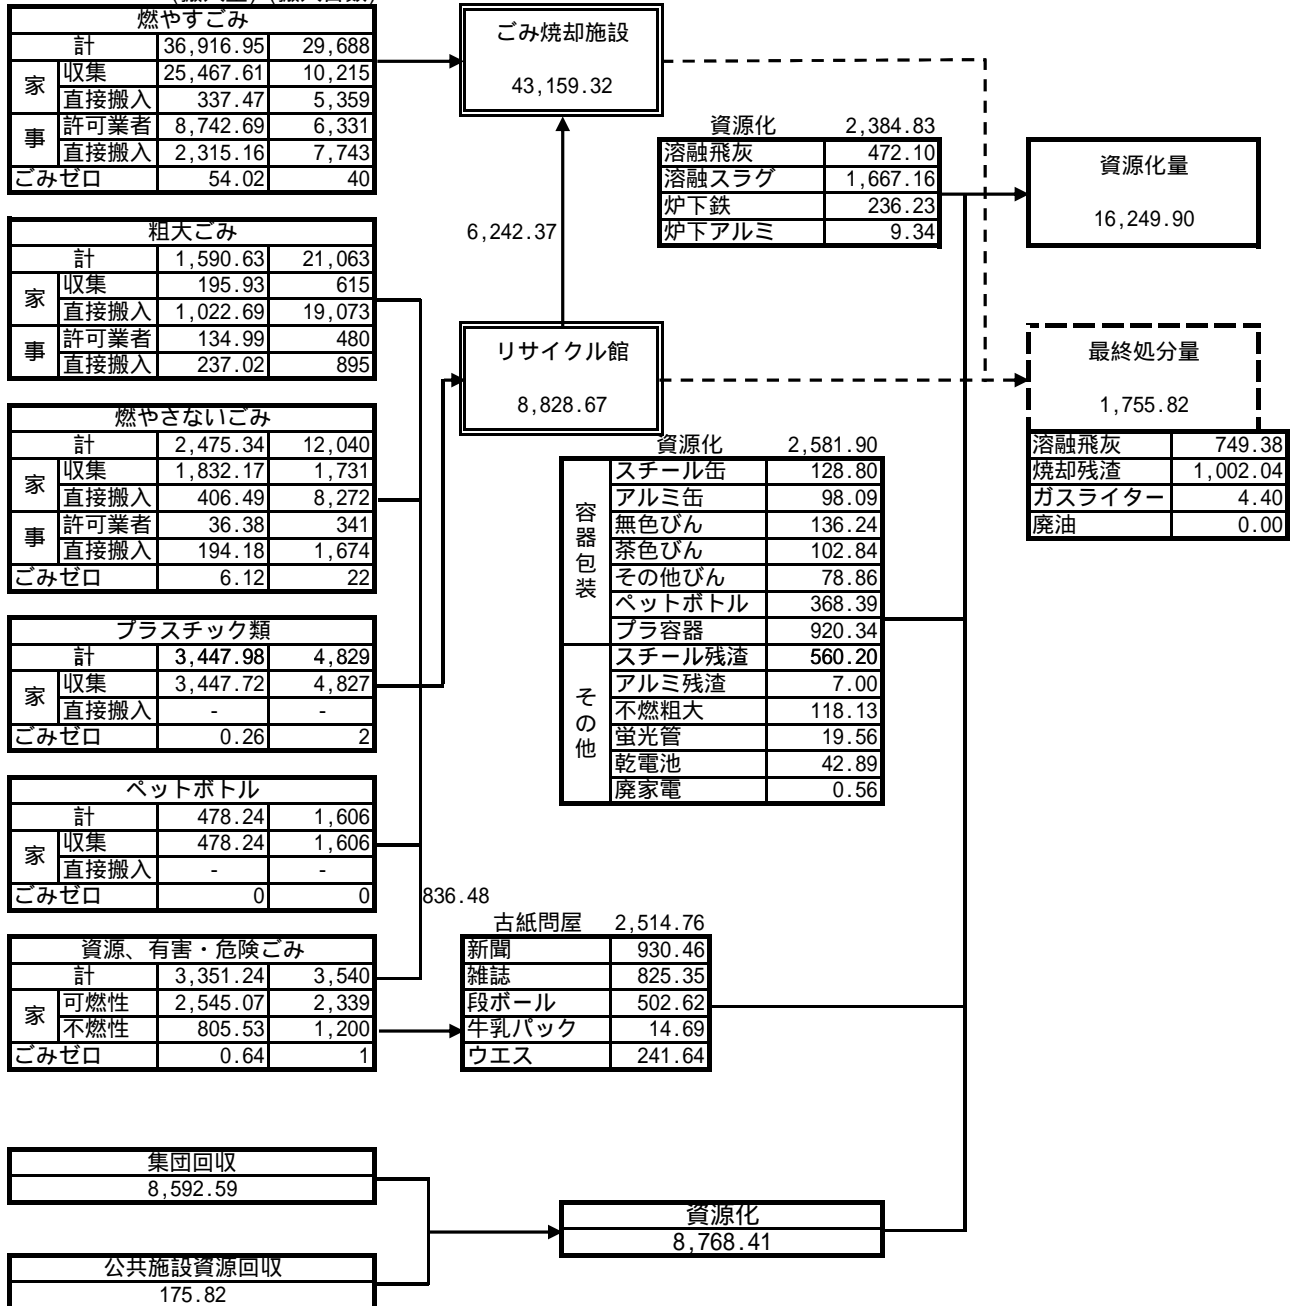 燃やすごみ
計 36,916.95 29,688
家 収集 25,467.61 10,215
直接搬入 337.47 5,359
事 許可業者 8,742.69 6,331
直接搬入 2,315.16 7,743
ごみゼロ 54.02 40
粗大ごみ
計 1,590.63 21,063
家 収集 195.93 615
直接搬入 1,022.69 19,073
事 許可業者 134.99 480
直接搬入 237.02 895
燃やさないごみ
計 2,475.34 12,040
家 収集 1,832.17 1,731
直接搬入 406.49 8,272
事 許可業者 36.38 341
直接搬入 194.18 1,674
ごみゼロ 6.12 22
プラスチック類
計 3,447.98 4,829
家 収集 3,447.72 4,827
直接搬入 - -
ごみゼロ 0.26 2
ペットボトル
計 478.24 1,606
家 収集 478.24 1,606
直接搬入 - -
ごみゼロ 0 0
836.48
資源、有害・危険ごみ
計 3,351.24 3,540
家 可燃性 2,545.07 2,339
不燃性 805.53 1,200
ごみゼロ 0.64 1
集団回収
8,592.59
公共施設資源回収
175.82
ごみ焼却施設
43,159.32
6,242.37
リサイクル館
8,828.67
資源化 2,384.83
溶融飛灰 472.10
溶融スラグ 1,667.16
炉下鉄 236.23
炉下アルミ 9.34
資源化 2,581.90
容器包装
スチール缶 128.80
アルミ缶 98.09
無色びん 136.24
茶色びん 102.84
その他びん 78.86
ペットボトル 368.39
プラ容器 920.34
その他
スチール残渣 560.20
アルミ残渣 7.00
不燃粗大 118.13
蛍光管 19.56
乾電池 42.89
廃家電 0.56
古紙問屋 2,514.76
新聞 930.46
雑誌 825.35
段ボール 502.62
牛乳パック 14.69
ウエス 241.64
資源化
8,768.41
資源化量
16,249.90
最終処分量
1,755.82
溶融飛灰 749.38
焼却残渣 1,002.04
ガスライター 4.40
廃油 0.00